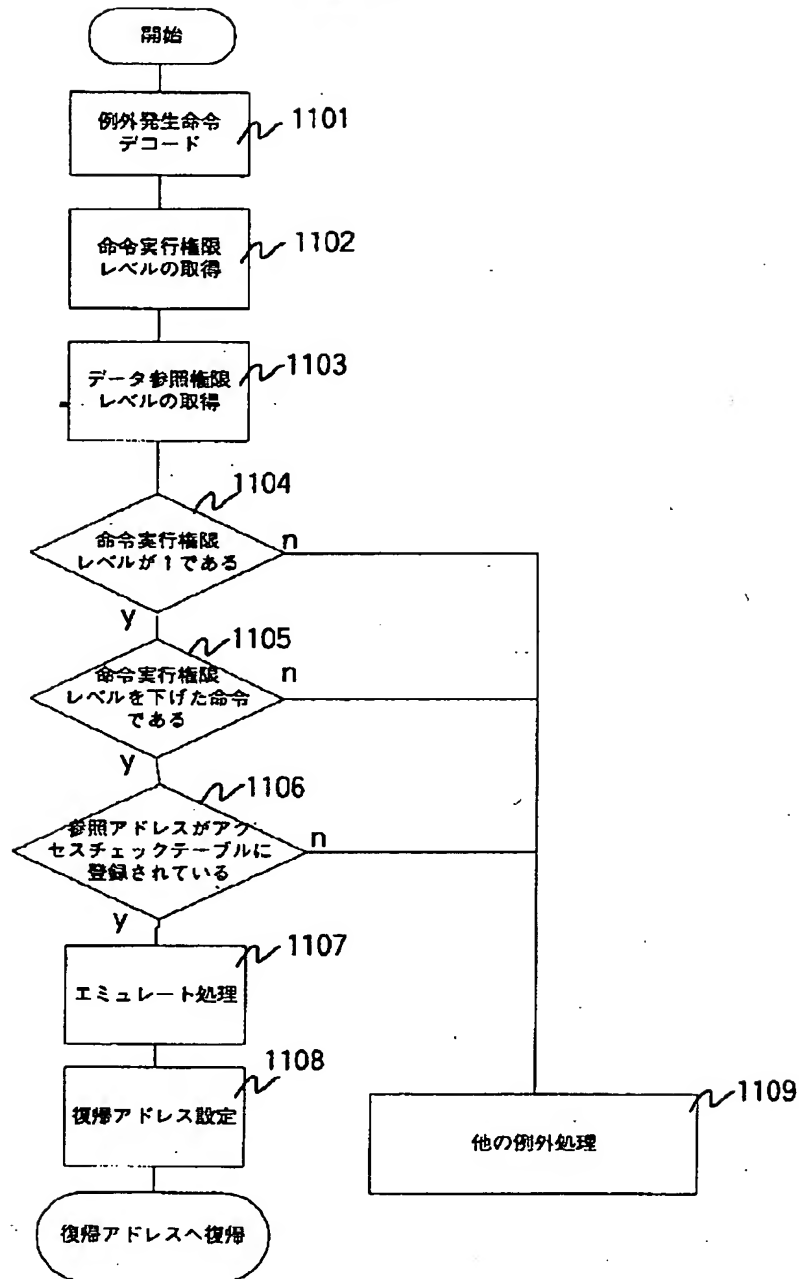 開始
例外発生命令
デコード
1101
命令実行権限
レベルの取得
1102
データ参照権限
レベルの取得
1103
1104
命令実行権限
レベルが1である
n
y
1105
命令実行権限
レベルを下げた命令
である
n
y
1106
参照アドレスがアク
セスチェックテーブルに
登録されている
n
y
1107
エミュレート処理
1108
復帰アドレス設定
1109
他の例外処理
復帰アドレスへ復帰